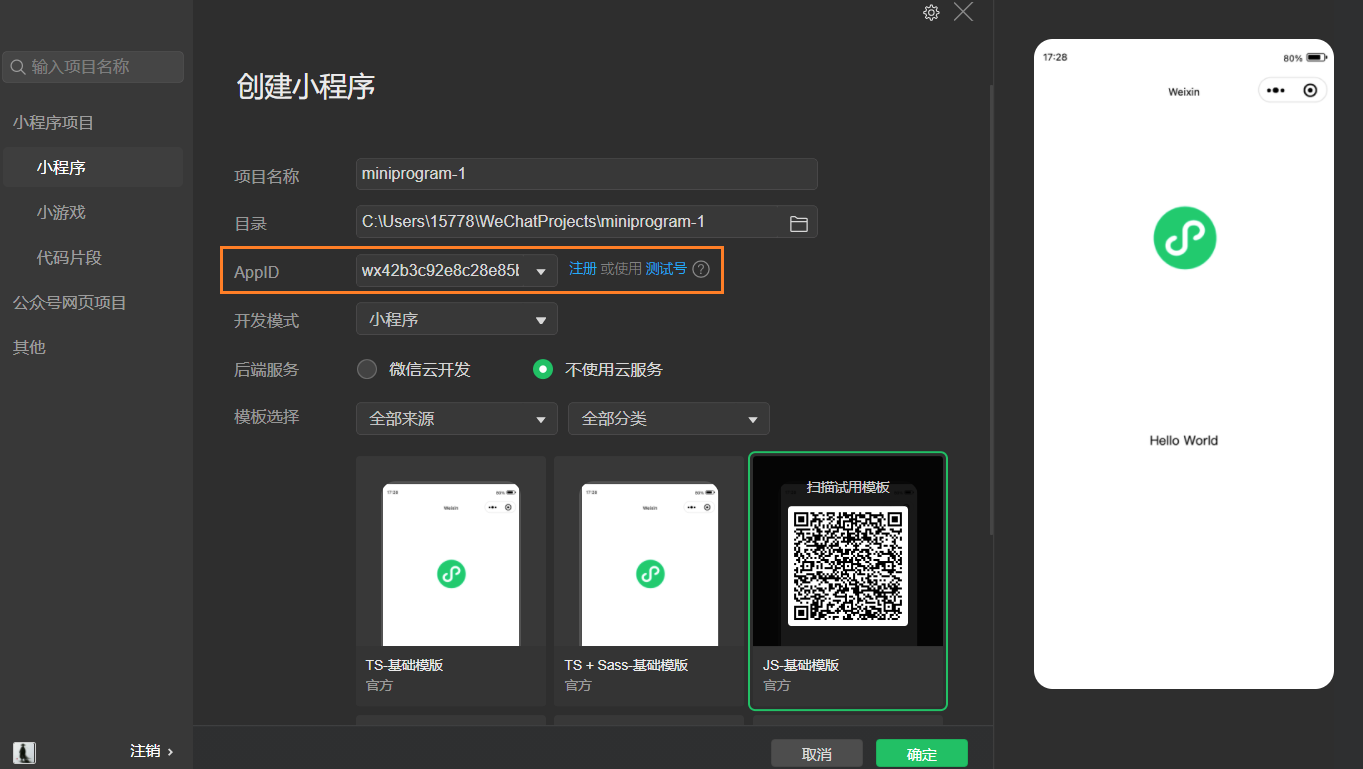 输入项目名称
小程序项目
小程序
小游戏
代码片段
公众号网页项目
其他
注销 ›
创建小程序
项目名称
miniprogram-1
目录
C:\Users\15778\WeChatProjects\miniprogram-1
AppID
wx42b3c92e8c28e85b
注册 或使用 测试号 ?
开发模式
小程序
后端服务
微信云开发
不使用云服务
模板选择
全部来源
全部分类
17:28
80%
Weixin
TS-基础模版
官方
17:28
80%
Weixin
TS + Sass-基础模版
官方
扫描试用模板
JS-基础模版
官方
取消
确定
17:28
80%
Weixin
Hello World